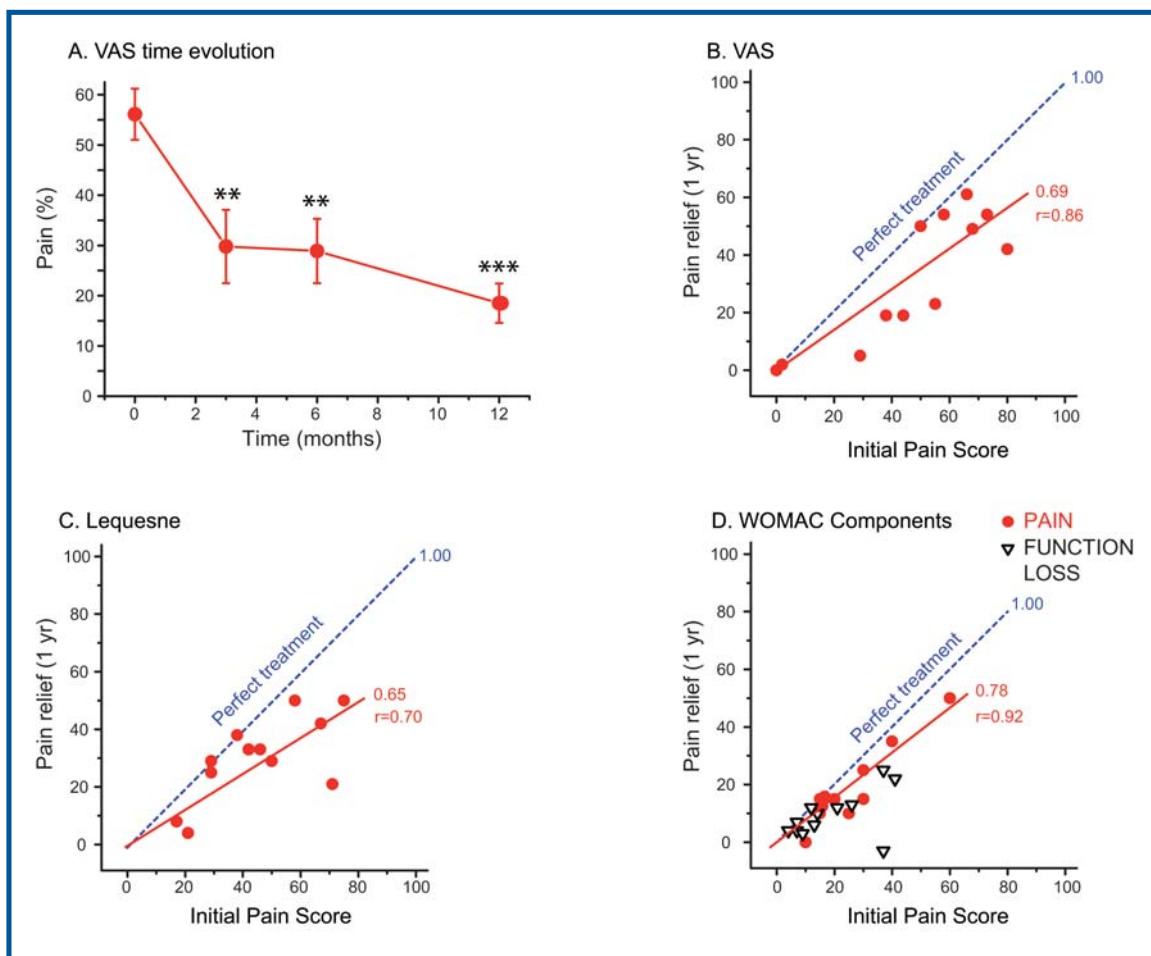 A. VAS time evolution
60
50
40
30
20
10
0
Pain (%)
**
**
***
0 2 4 6 8 10 12
Time (months)
B. VAS
100
80
60
40
20
0
Pain relief (1 yr)
Perfect treatment
1.00
0.69
r=0.86
0 20 40 60 80 100
Initial Pain Score
C. Lequesne
100
80
60
40
20
0
Pain relief (1 yr)
Perfect treatment
1.00
0.65
r=0.70
0 20 40 60 80 100
Initial Pain Score
D. WOMAC Components
PAIN
FUNCTION
LOSS
100
80
60
40
20
0
Pain relief (1 yr)
Perfect treatment
1.00
0.78
r=0.92
0 20 40 60 80 100
Initial Pain Score